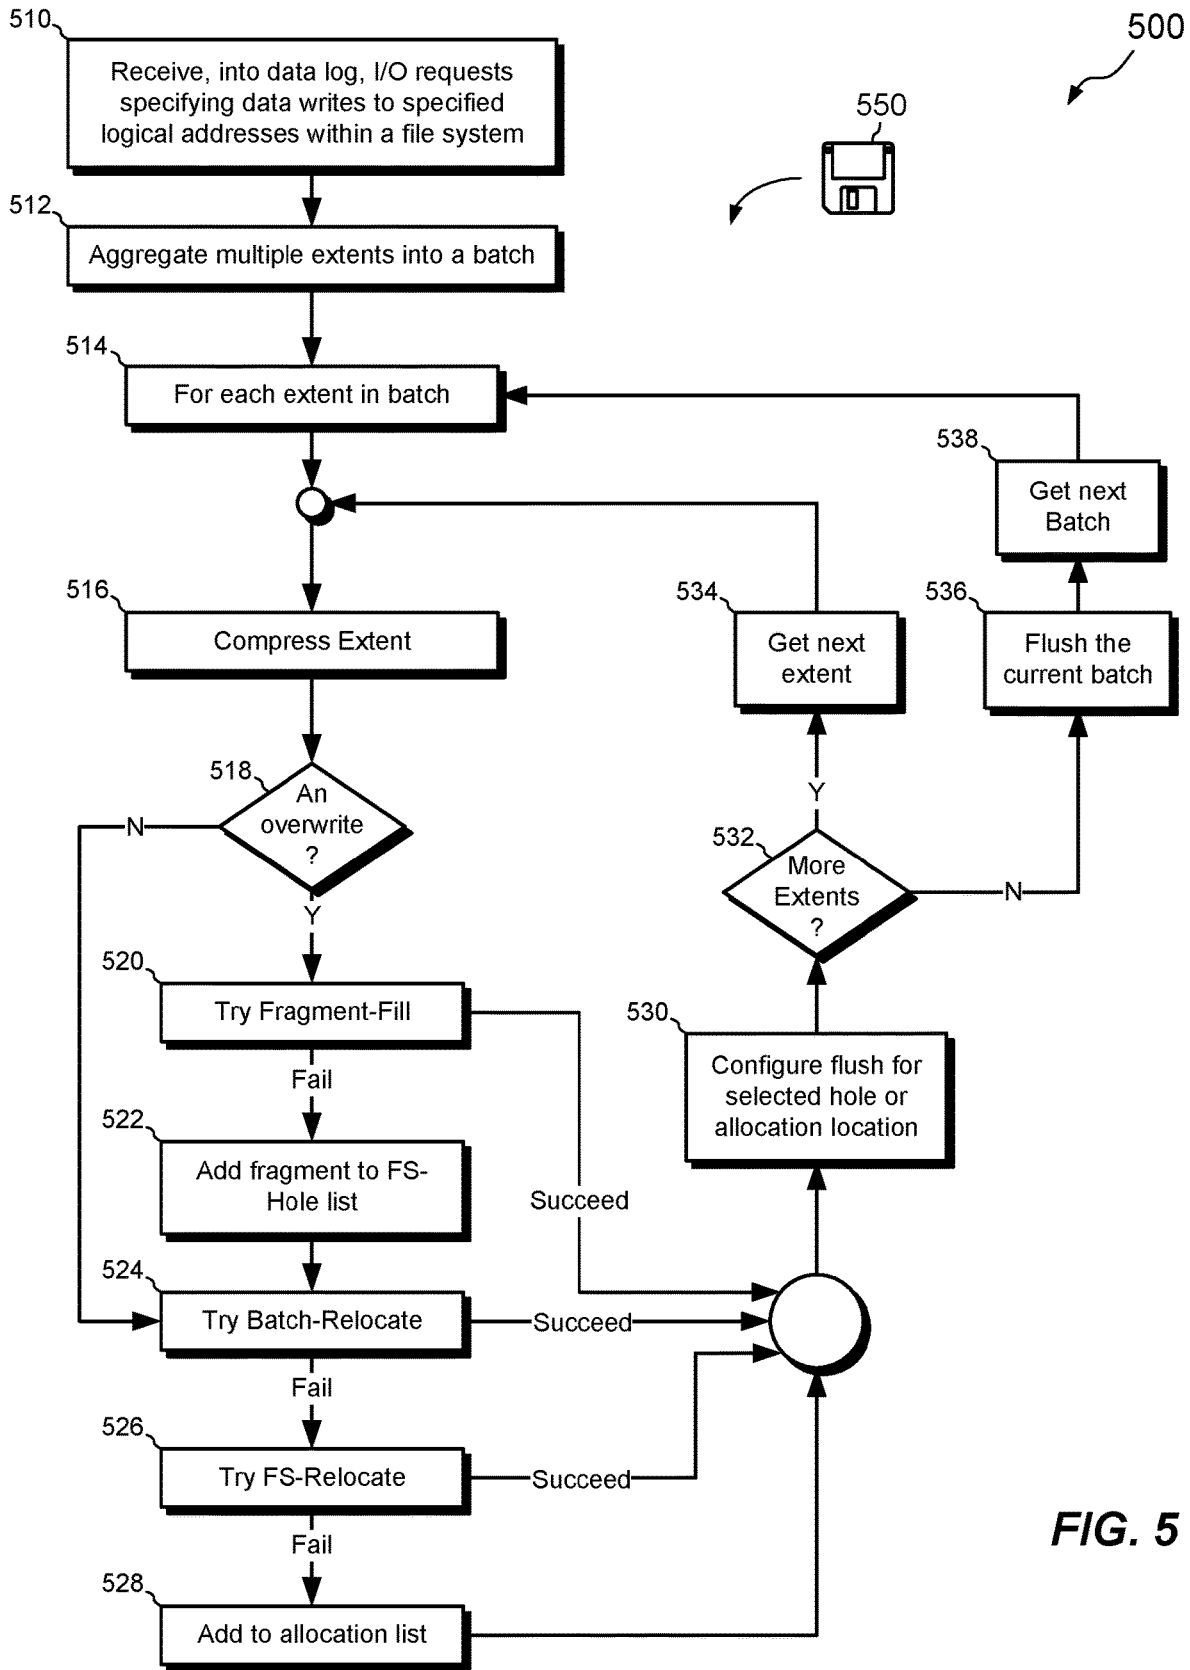 500
510
Receive, into data log, I/O requests
specifying data writes to specified
logical addresses within a file system
550
512
Aggregate multiple extents into a batch
514
For each extent in batch
538
Get next
Batch
516
Compress Extent
534
Get next
extent
536
Flush the
current batch
518
An
overwrite
?
N
Y
532
More
Extents
?
Y
N
520
Try Fragment-Fill
Fail
Succeed
530
Configure flush for
selected hole or
allocation location
522
Add fragment to FS-
Hole list
524
Try Batch-Relocate
Succeed
Fail
526
Try FS-Relocate
Succeed
Fail
528
Add to allocation list
FIG. 5